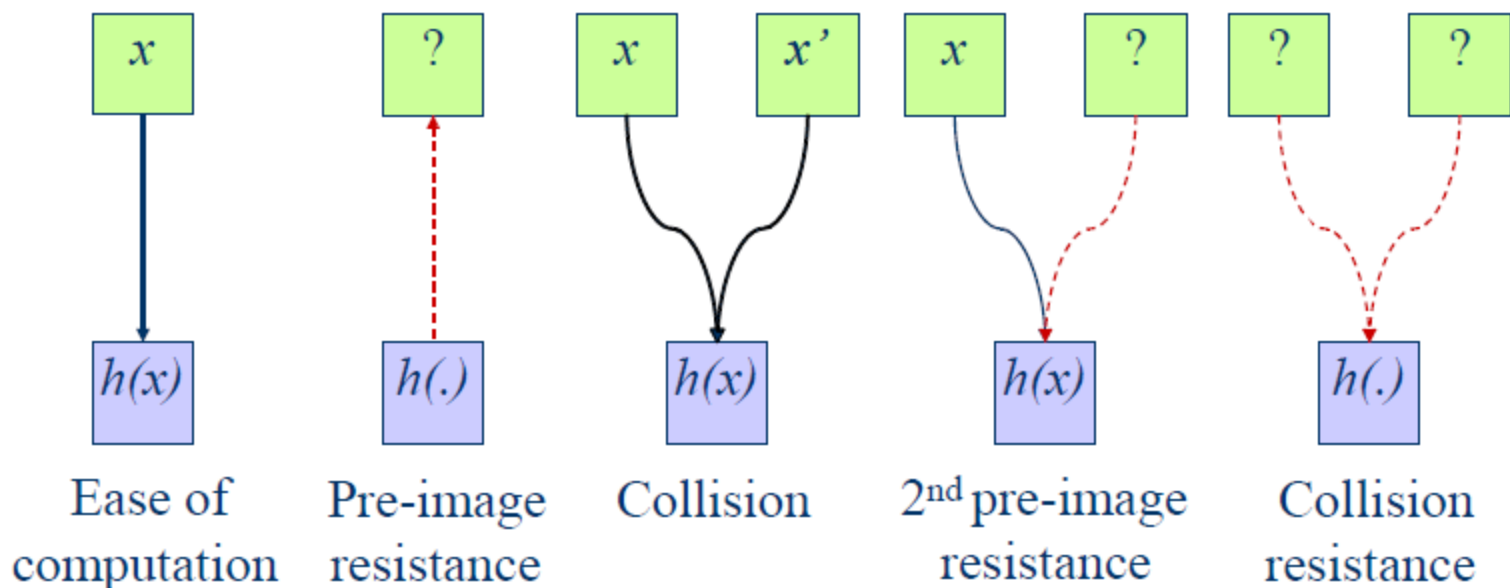 x
h(x)
Ease of
computation
?
h(.)
Pre-image
resistance
x x’
h(x)
Collision
x ?
h(x)
2nd pre-image
resistance
? ?
h(.)
Collision
resistance